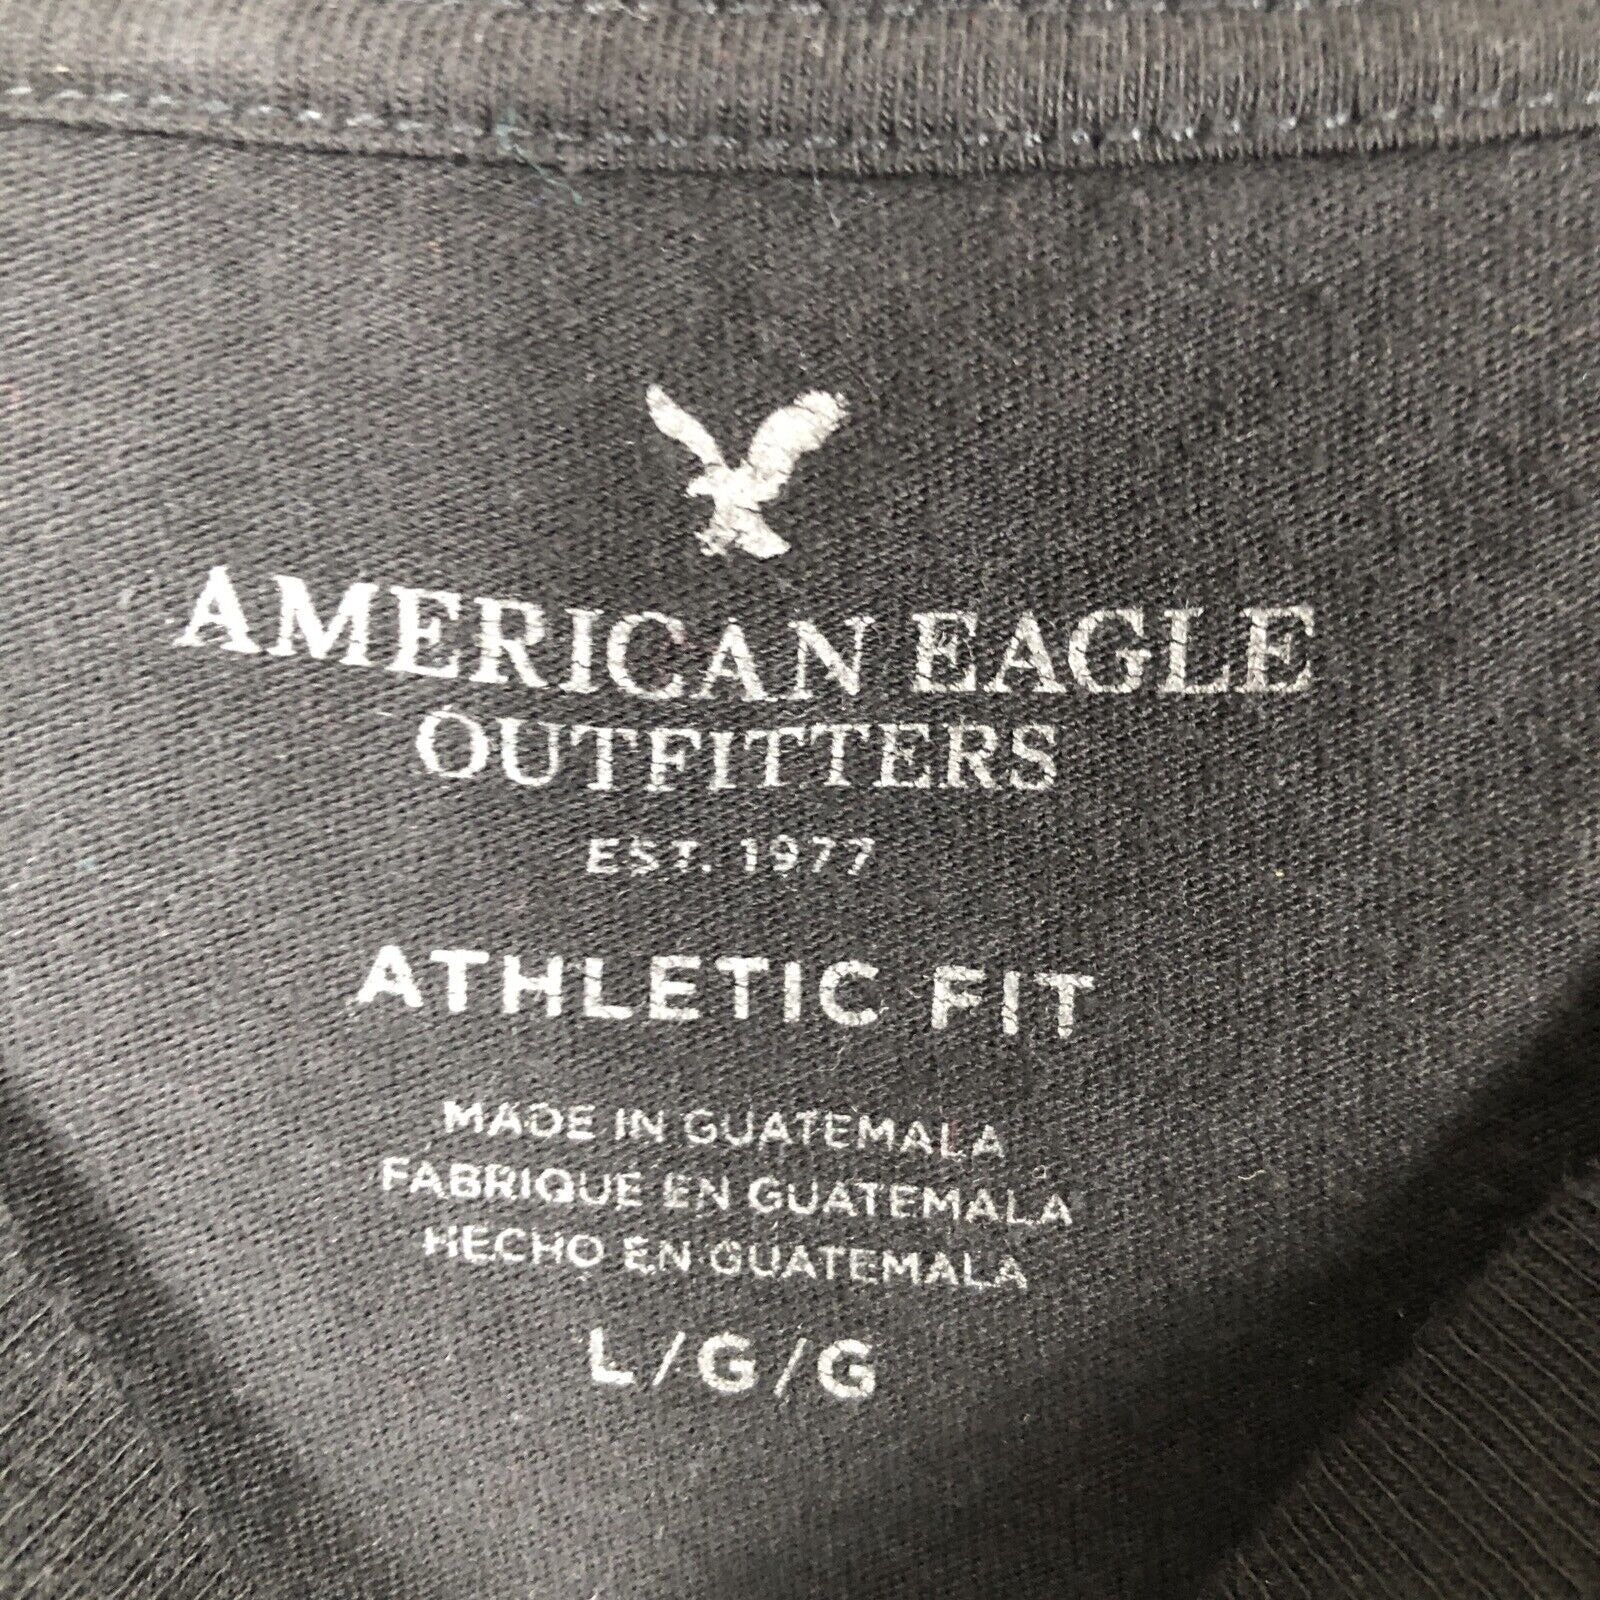 AMERICAN EAGLE
OUTFITTERS
EST. 1977
ATHLETIC FIT
MADE IN GUATEMALA
FABRIQUE EN GUATEMALA
HECHO EN GUATEMALA
L/G/G